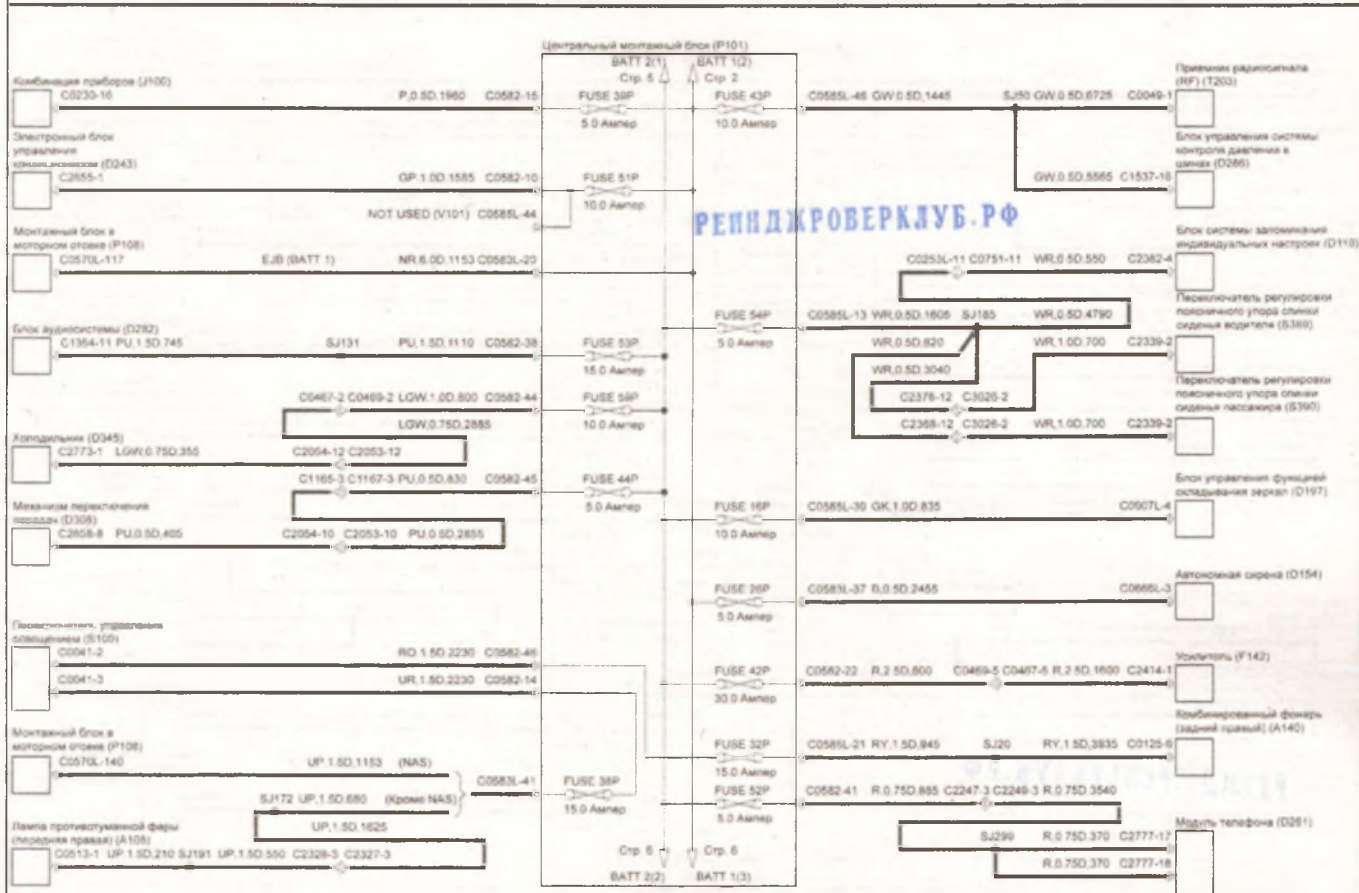 Центральный монтажный блок (P101)
BATT 2(1) BATT 1(2)
Стр. 5 Стр. 2
Комбинация приборов (J100)
C0230-16 P,0.5D,1960 C0582-15
FUSE 39P
5.0 Ампер
Электронный блок
управления
(D243)
C2655-1 GP,1.0D,1585 C0582-10
FUSE 51P
10.0 Ампер
NOT USED (V101) C0585L-44
Монтажный блок в
моторном отсеке (P108)
C0570L-117 EJB (BATT 1) NR,6.0D,1153 C0583L-20
Блок аудиосистемы (D282)
C1354-11 PU,1.5D,745 SJ131 PU,1.5D,1110 C0582-38
FUSE 53P
15.0 Ампер
C0467-2 C0469-2 LGW,1.0D,800 C0582-44
FUSE 59P
10.0 Ампер
LGW,0.75D,2885
Холодильник (D345)
C2773-1 LGW,0.75D,355 C2054-12 C2053-12
C1165-3 C1167-3 PU,0.5D,830 C0582-45
FUSE 44P
5.0 Ампер
Механизм переключения
передач (D308)
C2658-8 PU,0.5D,405 C2054-10 C2053-10 PU,0.5D,2855
Переключатель управления
освещением (S100)
C0041-2 RO,1.5D,2230 C0582-46
C0041-3 UR,1.5D,2230 C0582-14
Монтажный блок в
моторном отсеке (P108)
C0570L-140 UP,1.5D,1153 (NAS)
C0583L-41
FUSE 38P
15.0 Ампер
SJ172 UP,1.5D,680 (Кроме NAS)
UP,1.5D,1625
Лампа противотуманной фары
(передняя правая) (A105)
C0513-1 UP,1.5D,210 SJ191 UP,1.5D,550 C2328-3 C2327-3
FUSE 43P
10.0 Ампер
C0585L-46 GW,0.5D,1445 SJ50 GW,0.5D,6725 C0049-1
Приемник радиосигнала
(RF) (T203)
Блок управления системы
контроля давления в
шинах (D286)
GW,0.5D,5565 C1537-16
РЕИНДЖРОВЕРКЛУБ.РФ
Блок системы запоминания
индивидуальных настроек (D119)
C0253L-11 C0751-11 WR,0.5D,550 C2382-4
FUSE 54P
5.0 Ампер
C0585L-13 WR,0.5D,1605 SJ185 WR,0.5D,4790
Переключатель регулировки
поясничного упора спинки
сиденья водителя (S389)
WR,0.5D,820 WR,1.0D,700 C2339-2
WR,0.5D,3040
C2378-12 C3026-2
Переключатель регулировки
поясничного упора спинки
сиденья пассажира (S390)
C2368-12 C3026-2 WR,1.0D,700 C2339-2
FUSE 16P
10.0 Ампер
C0585L-30 GK,1.0D,835 C0907L-4
Блок управления функцией
складывания зеркал (D197)
FUSE 26P
5.0 Ампер
C0583L-37 B,0.5D,2455 C0666L-3
Автономная сирена (D154)
FUSE 42P
30.0 Ампер
C0582-22 R,2.5D,800 C0469-5 C0467-5 R,2.5D,1600 C2414-1
Усилитель (F142)
Комбинированный фонарь
(задний правый) (A140)
FUSE 32P
15.0 Ампер
C0585L-21 RY,1.5D,945 SJ20 RY,1.5D,3935 C0125-6
FUSE 52P
5.0 Ампер
C0582-41 R,0.75D,885 C2247-3 C2249-3 R,0.75D,3540
Модуль телефона (D281)
SJ299 R,0.75D,370 C2777-17
R,0.75D,370 C2777-18
Стр. 6 Стр. 6
BATT 2(2) BATT 1(3)